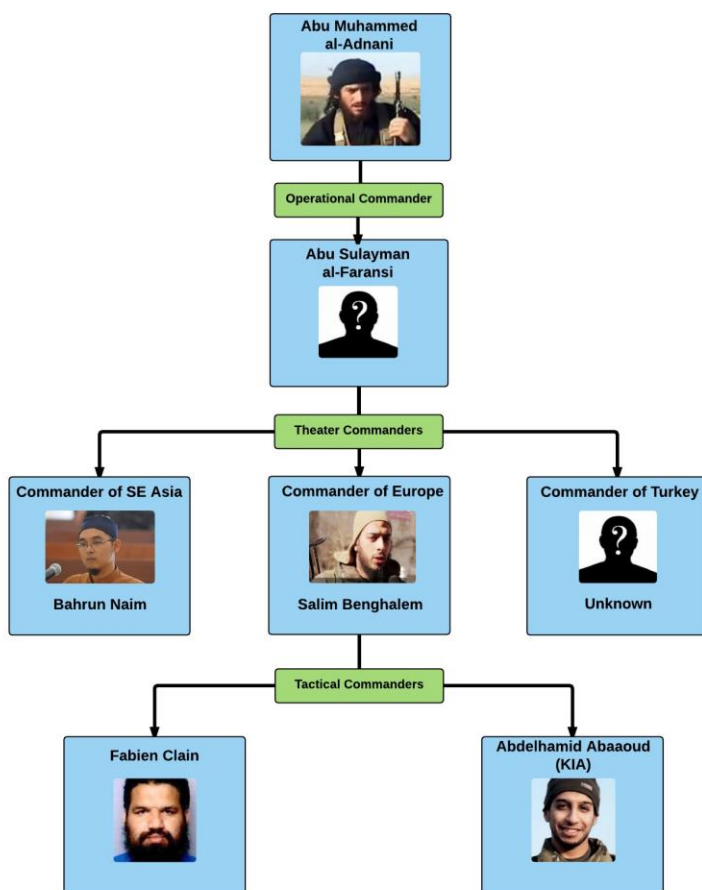 Abu Muhammed
al-Adnani
Operational Commander
Abu Sulayman
al-Faransi
?
Theater Commanders
Commander of SE Asia
Bahrun Naim
Commander of Europe
Salim Benghalem
Commander of Turkey
?
Unknown
Tactical Commanders
Fabien Clain
Abdelhamid Abaaoud
(KIA)